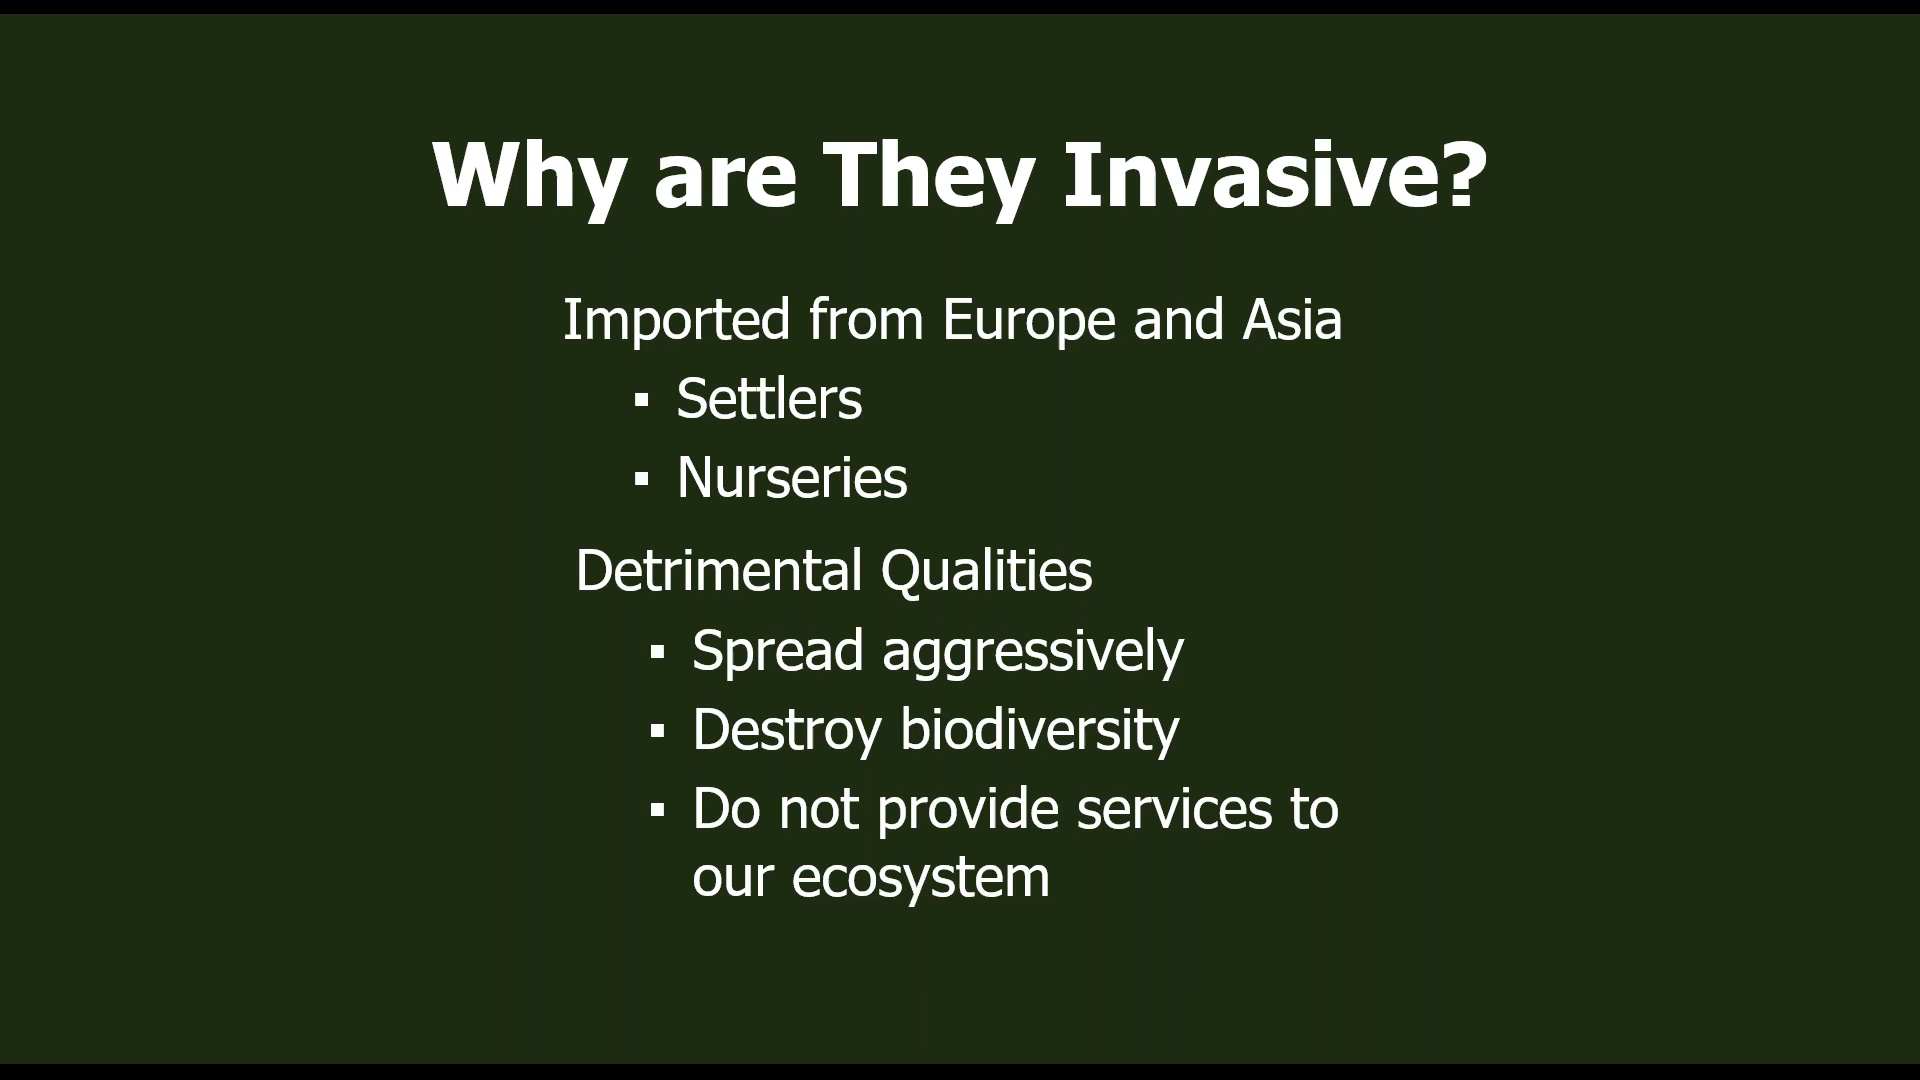 Why are They Invasive?
Imported from Europe and Asia
▪ Settlers
▪ Nurseries
Detrimental Qualities
▪ Spread aggressively
▪ Destroy biodiversity
▪ Do not provide services to
our ecosystem